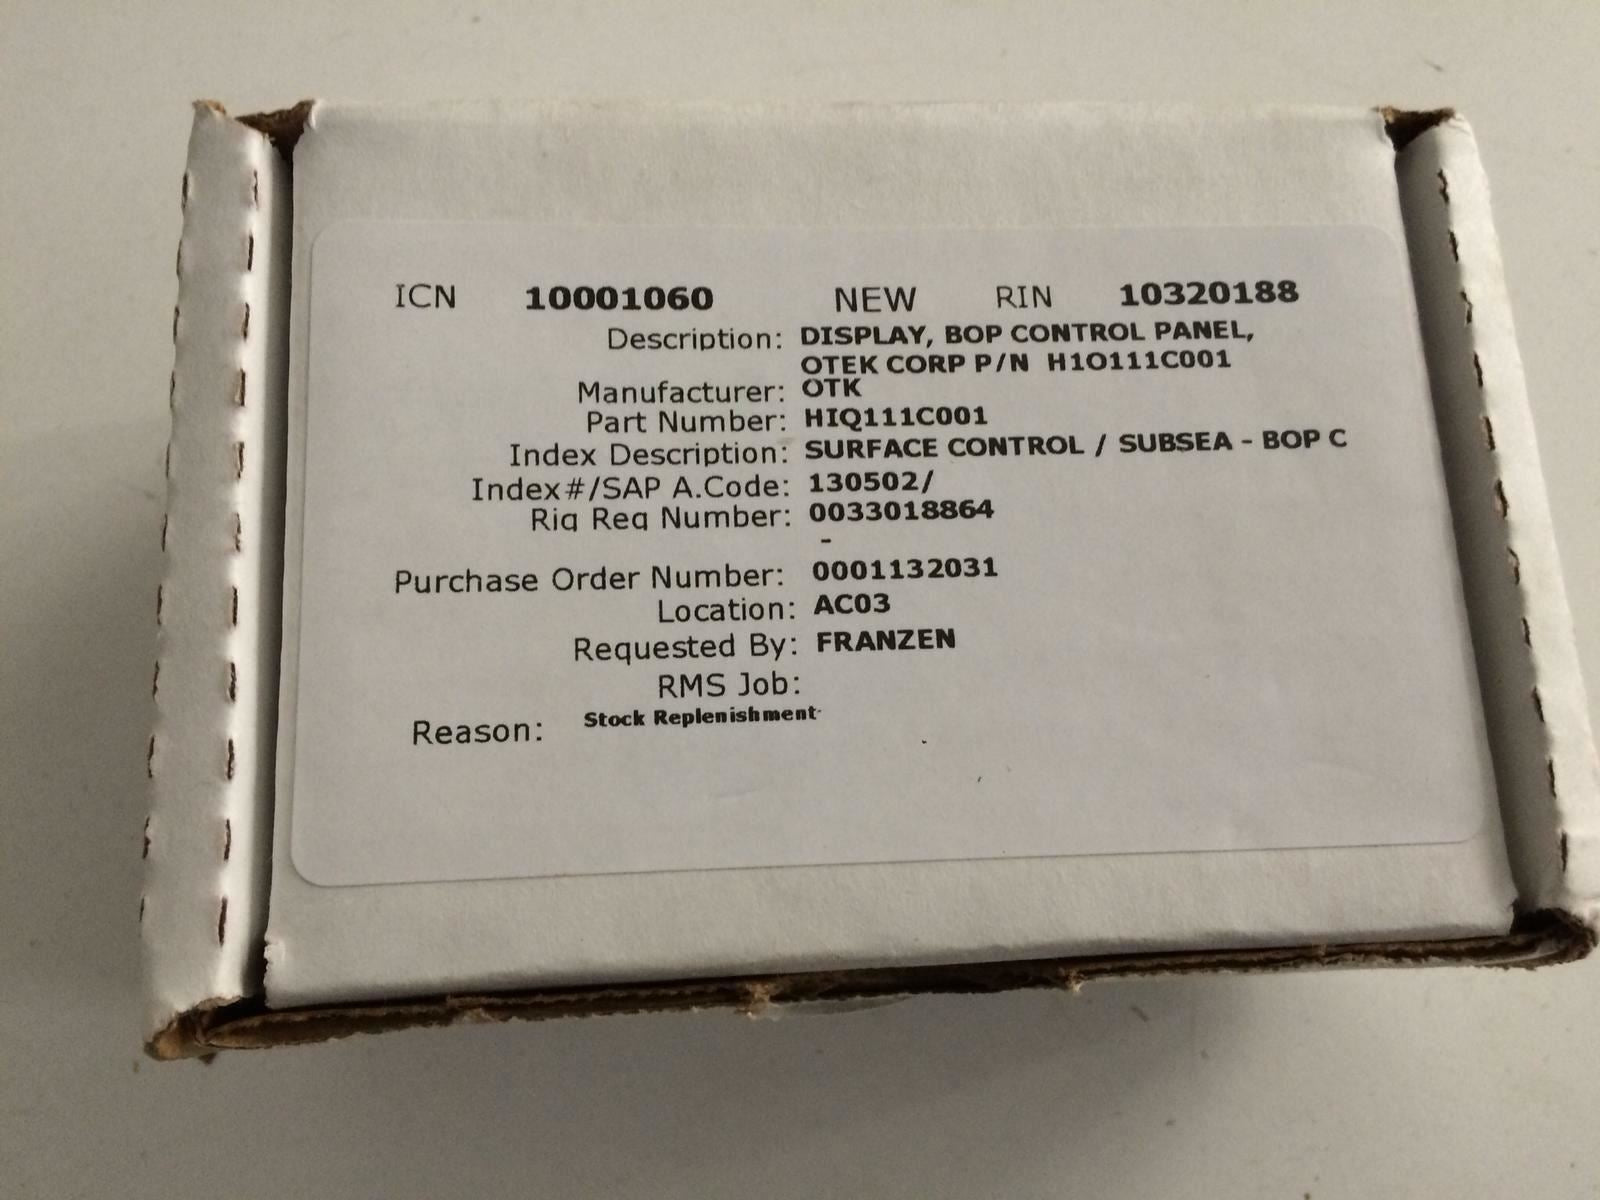 ICN 10001060 NEW RIN 10320188
Description: DISPLAY, BOP CONTROL PANEL,
OTEK CORP P/N H1O111C001
Manufacturer: OTK
Part Number: HIQ111C001
Index Description: SURFACE CONTROL / SUBSEA - BOP C
Index#/SAP A.Code: 130502/
Rig Req Number: 0033018864
-
Purchase Order Number: 0001132031
Location: AC03
Requested By: FRANZEN
RMS Job:
Reason: Stock Replenishment